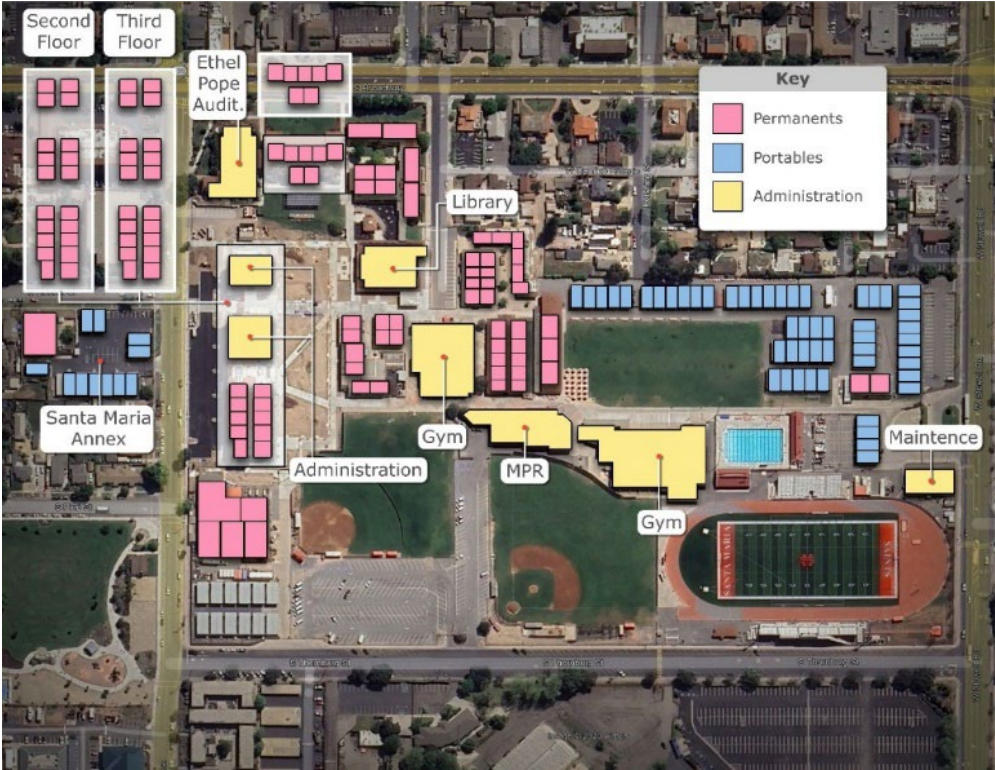 Second
Floor
Third
Floor
Ethel
Pope
Audit.
Key
Permanents
Portables
Administration
Library
Santa Maria
Annex
Gym
Administration
MPR
Gym
Maintence
SANTA MARIA
SAINTS